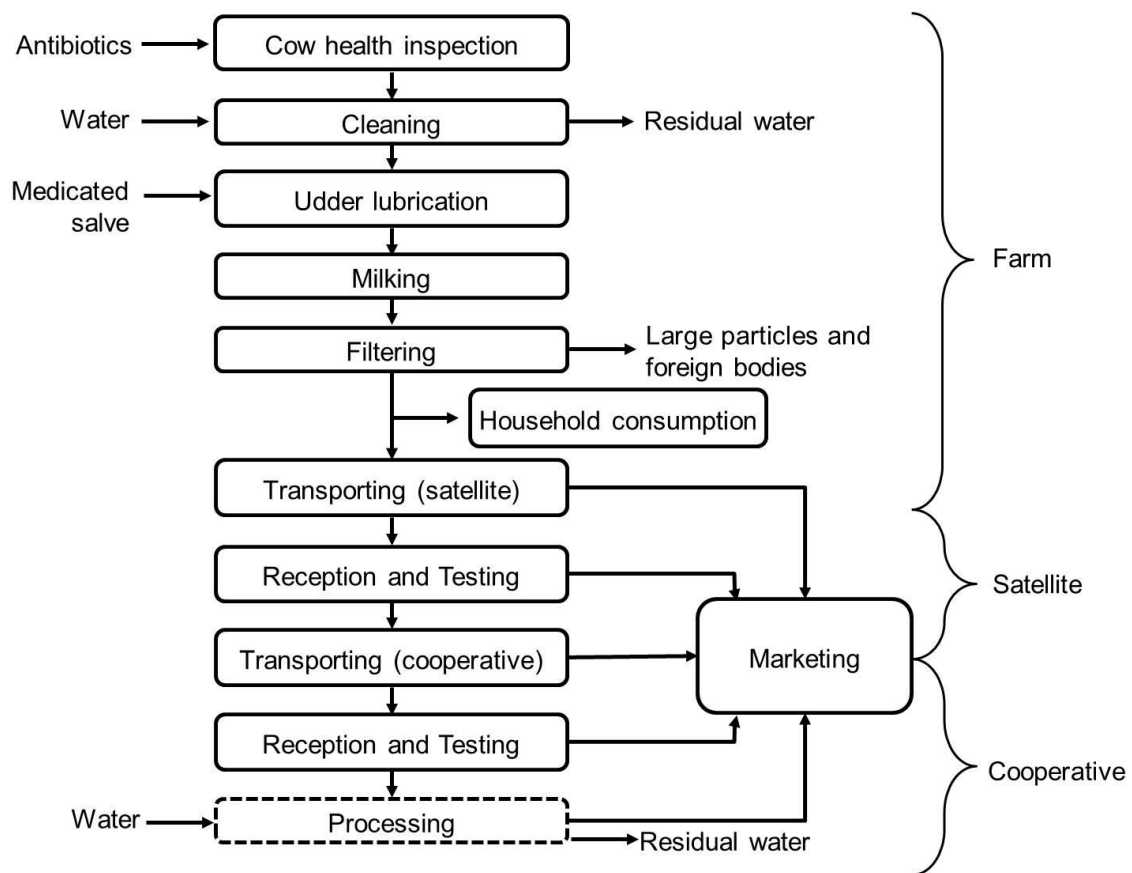 Antibiotics
Cow health inspection
Water
Cleaning
Residual water
Medicated
salve
Udder lubrication
Farm
Milking
Filtering
Large particles and
foreign bodies
Household consumption
Transporting (satellite)
Reception and Testing
Satellite
Transporting (cooperative)
Marketing
Reception and Testing
Cooperative
Water
Processing
Residual water